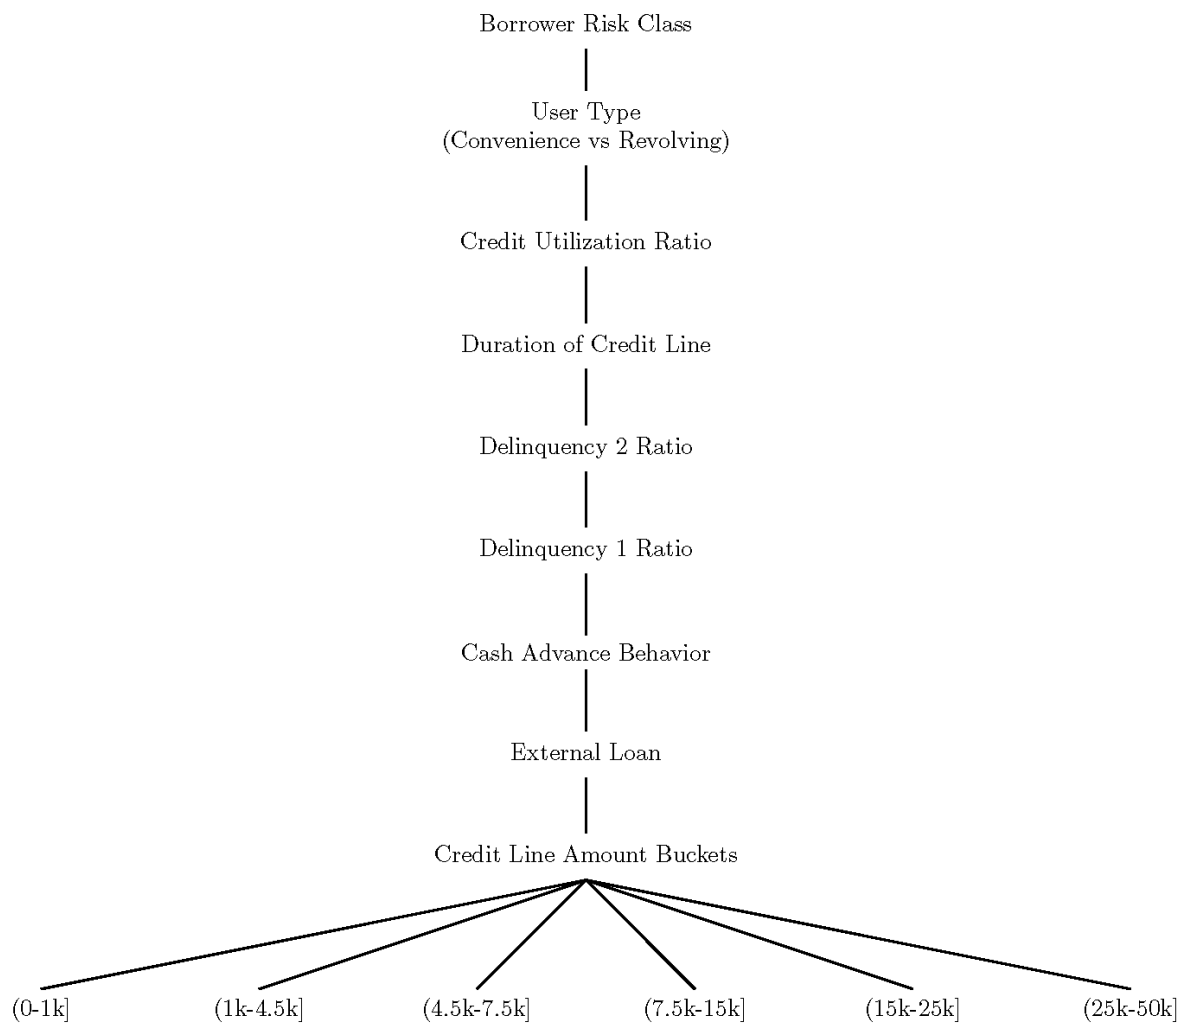 Borrower Risk Class
User Type
(Convenience vs Revolving)
Credit Utilization Ratio
Duration of Credit Line
Delinquency 2 Ratio
Delinquency 1 Ratio
Cash Advance Behavior
External Loan
Credit Line Amount Buckets
(0-1k] (1k-4.5k] (4.5k-7.5k] (7.5k-15k] (15k-25k] (25k-50k]